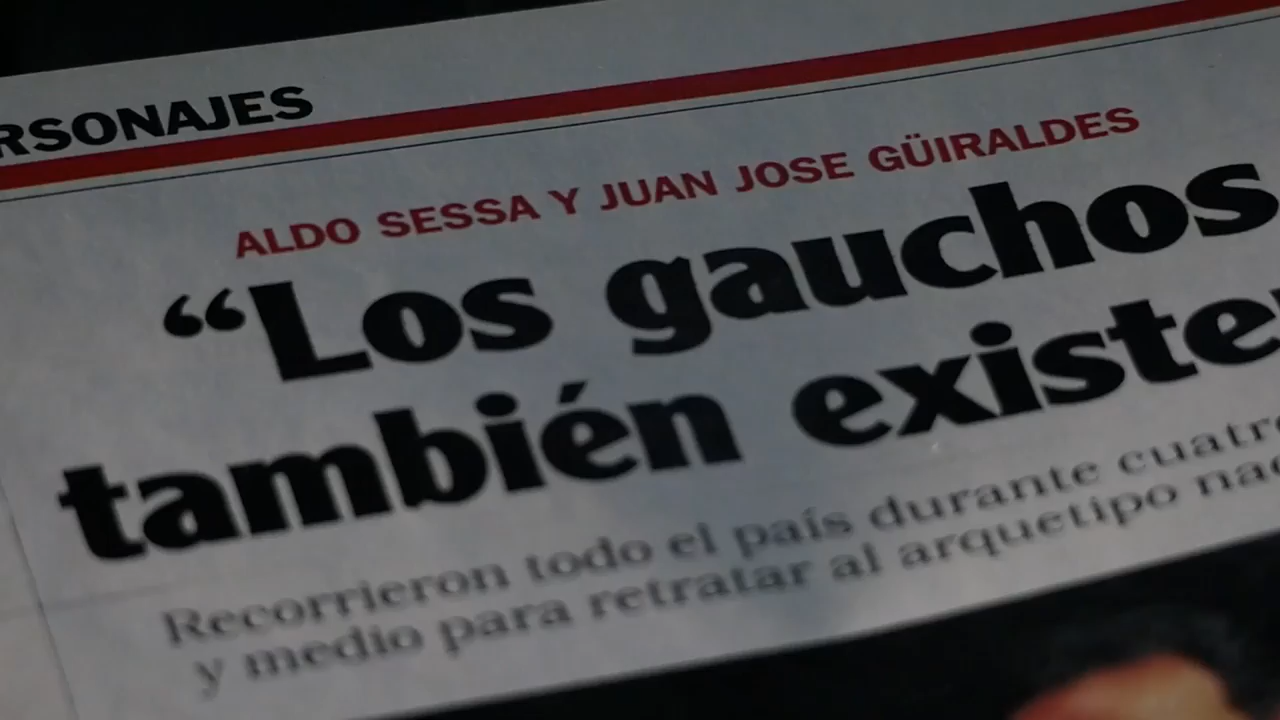 RSONAJES
ALDO SESSA Y JUAN JOSE GÜIRALDES
“Los gauchos
también existe
Recorrieron todo el país durante cuatr
y medio para retratar al arquetipo nac